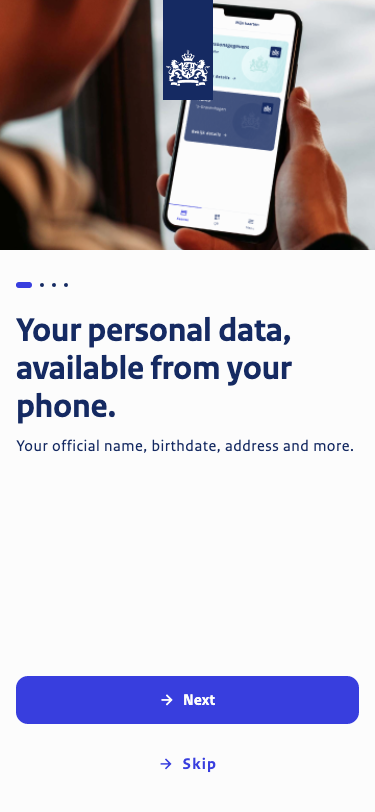 Mijn kaarten
Your personal data,
available from your
phone.
Your official name, birthdate, address and more.
Next
Skip